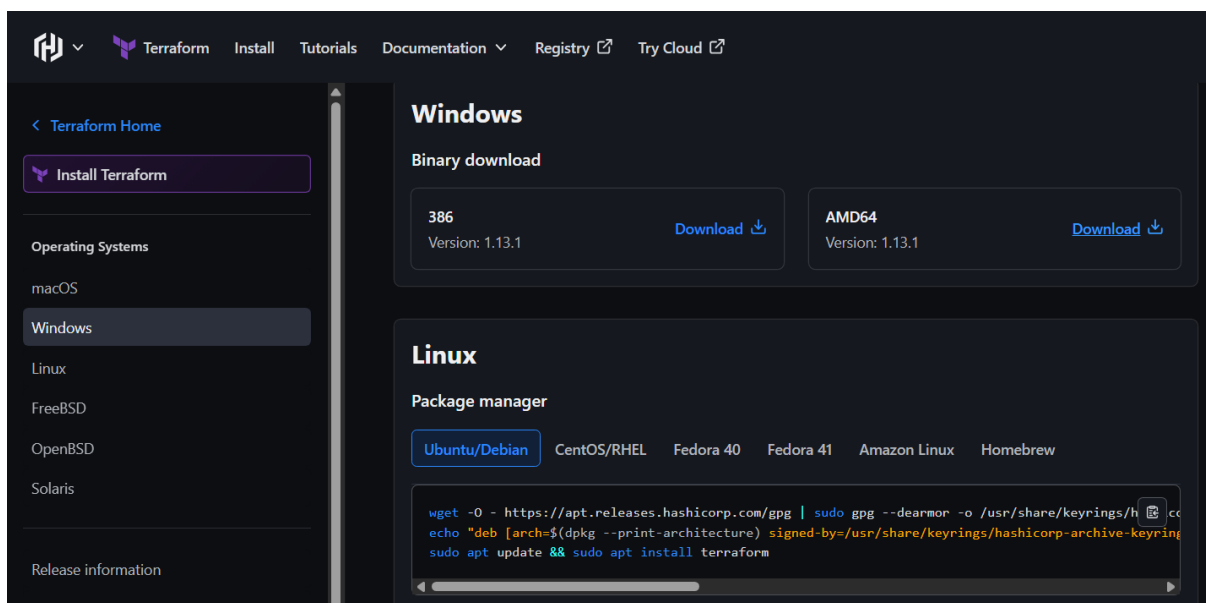 Terraform Install Tutorials Documentation Registry Try Cloud
Terraform Home
Install Terraform
Operating Systems
macOS
Windows
Linux
FreeBSD
OpenBSD
Solaris
Release information
Windows
Binary download
386
Version: 1.13.1
Download
AMD64
Version: 1.13.1
Download
Linux
Package manager
Ubuntu/Debian CentOS/RHEL Fedora 40 Fedora 41 Amazon Linux Homebrew
wget -O - https://apt.releases.hashicorp.com/gpg | sudo gpg --dearmor -o /usr/share/keyrings/
echo "deb [arch=$(dpkg --print-architecture) signed-by=/usr/share/keyrings/hashicorp-archive-keyring
sudo apt update && sudo apt install terraform